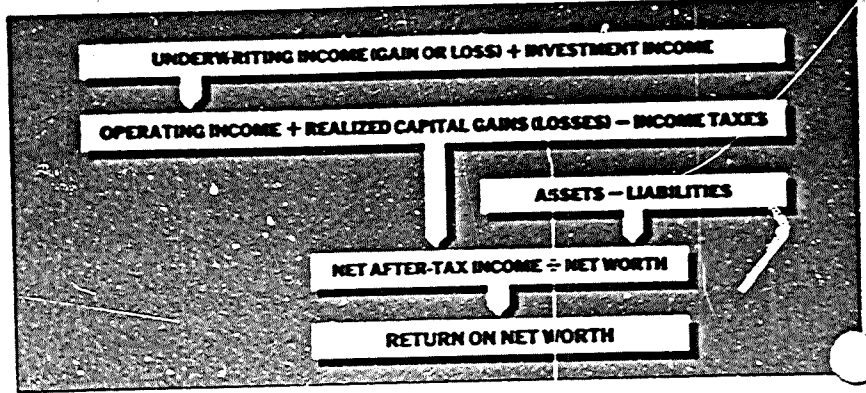 UNDERWRITING INCOME (GAIN OR LOSS) + INVESTMENT INCOME
OPERATING INCOME + REALIZED CAPITAL GAINS (LOSSES) — INCOME TAXES
ASSETS — LIABILITIES
NET AFTER-TAX INCOME ÷ NET WORTH
RETURN ON NET WORTH